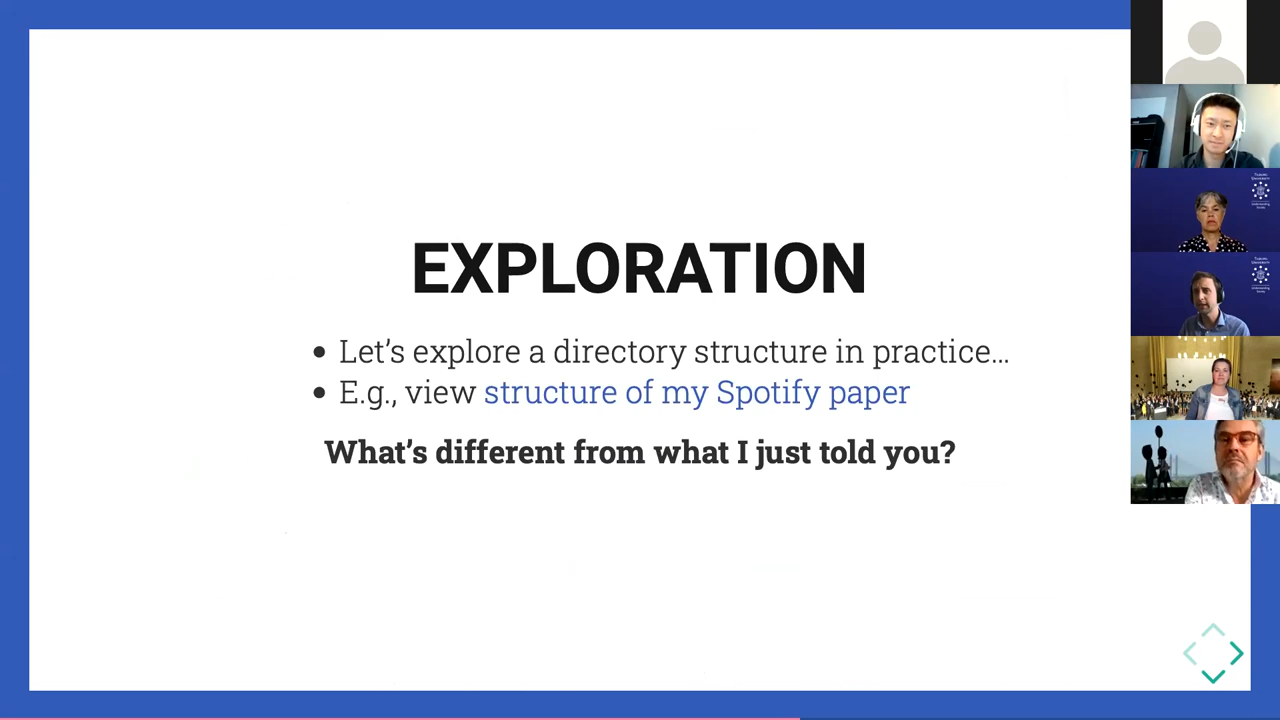 EXPLORATION
• Let's explore a directory structure in practice...
• E.g., view structure of my Spotify paper
What's different from what I just told you?